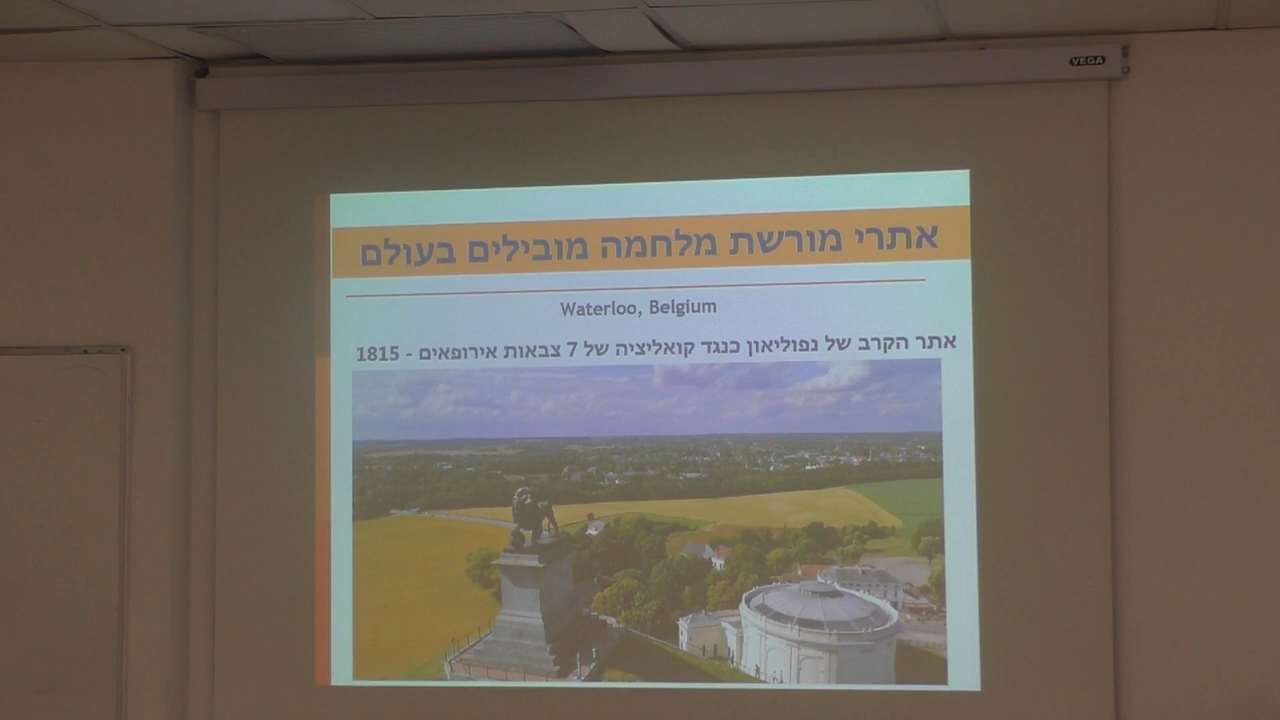 VEGA
אתרי מורשת מלחמה מובילים בעולם
Waterloo, Belgium
אתר הקרב של נפוליאון כנגד קואליציה של 7 צבאות אירופאים - 1815